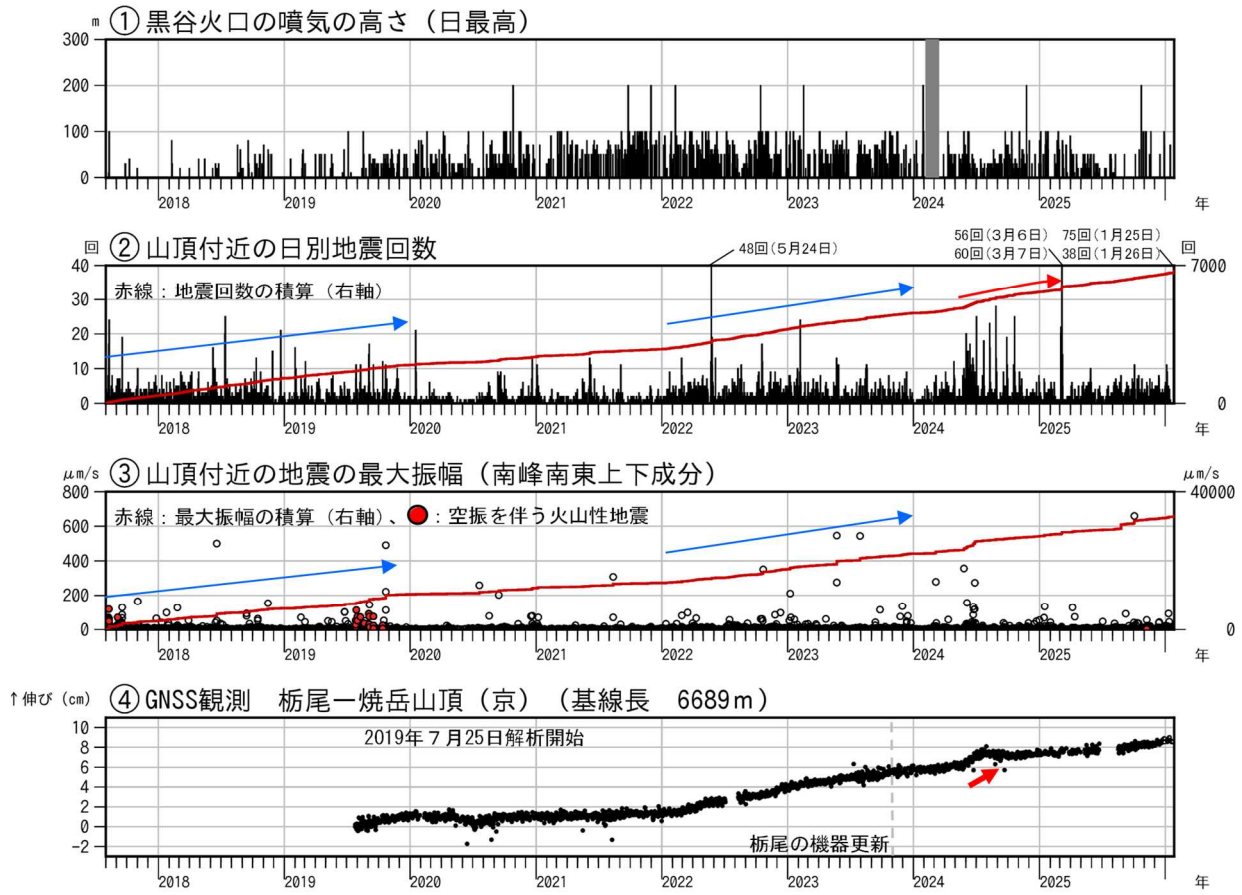 m ①黒谷火口の噴気の高さ（日最高）
300
200
100
0
2018 2019 2020 2021 2022 2023 2024 2025 年
回 ②山頂付近の日別地震回数
48回(5月24日)
56回(3月6日) 75回(1月25日)
60回(3月7日) 38回(1月26日)
回
40 7000
赤線：地震回数の積算（右軸）
30
20
10
0 0
2018 2019 2020 2021 2022 2023 2024 2025 年
μm/s ③山頂付近の地震の最大振幅（南峰南東上下成分） μm/s
800 40000
赤線：最大振幅の積算（右軸）、 ：空振を伴う火山性地震
600
400
200
0 0
2018 2019 2020 2021 2022 2023 2024 2025 年
↑伸び(cm) ④GNSS観測　栃尾ー焼岳山頂（京）（基線長　6689m）
10
2019年７月25日解析開始
8
6
4
2
0
栃尾の機器更新
-2
2018 2019 2020 2021 2022 2023 2024 2025 年